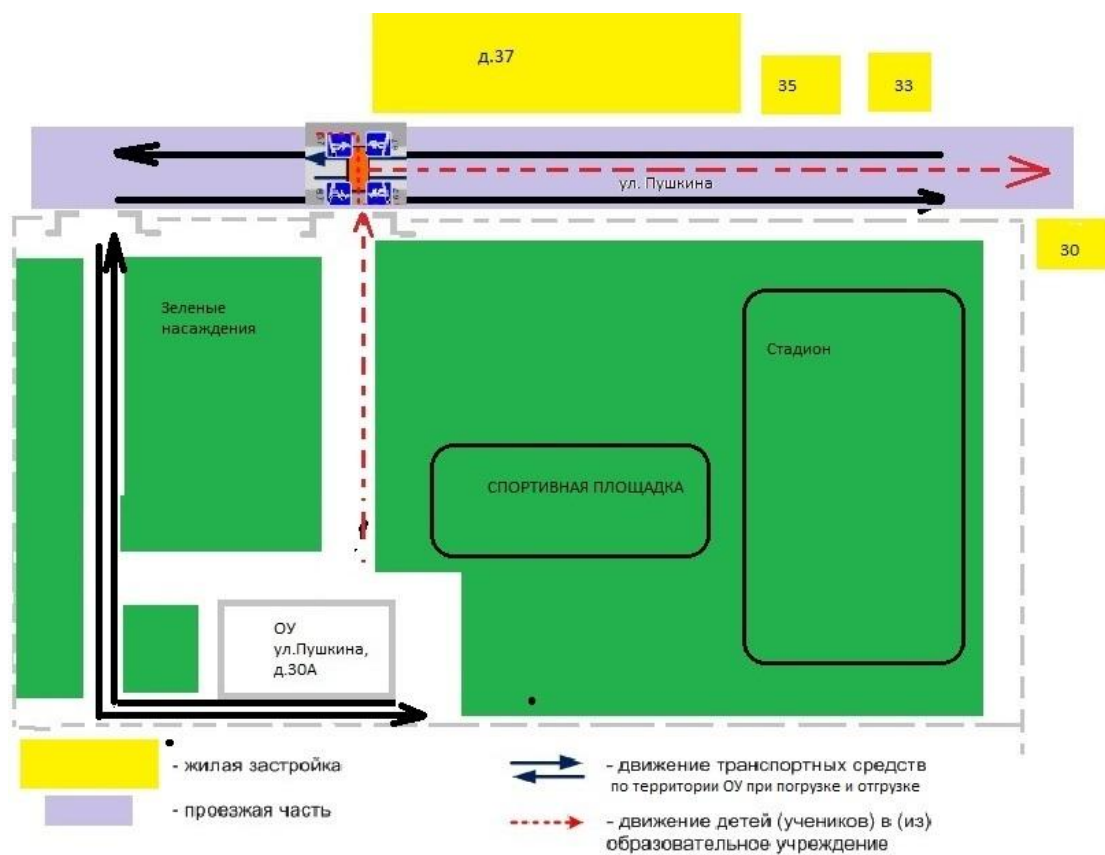 д.37
35
33
ул. Пушкина
30
Зеленые
насаждения
Стадион
СПОРТИВНАЯ ПЛОЩАДКА
ОУ
ул.Пушкина,
д.30А
- жилая застройка
- проезжая часть
- движение транспортных средств
по территории ОУ при погрузке и отгрузке
- движение детей (учеников) в (из)
образовательное учреждение